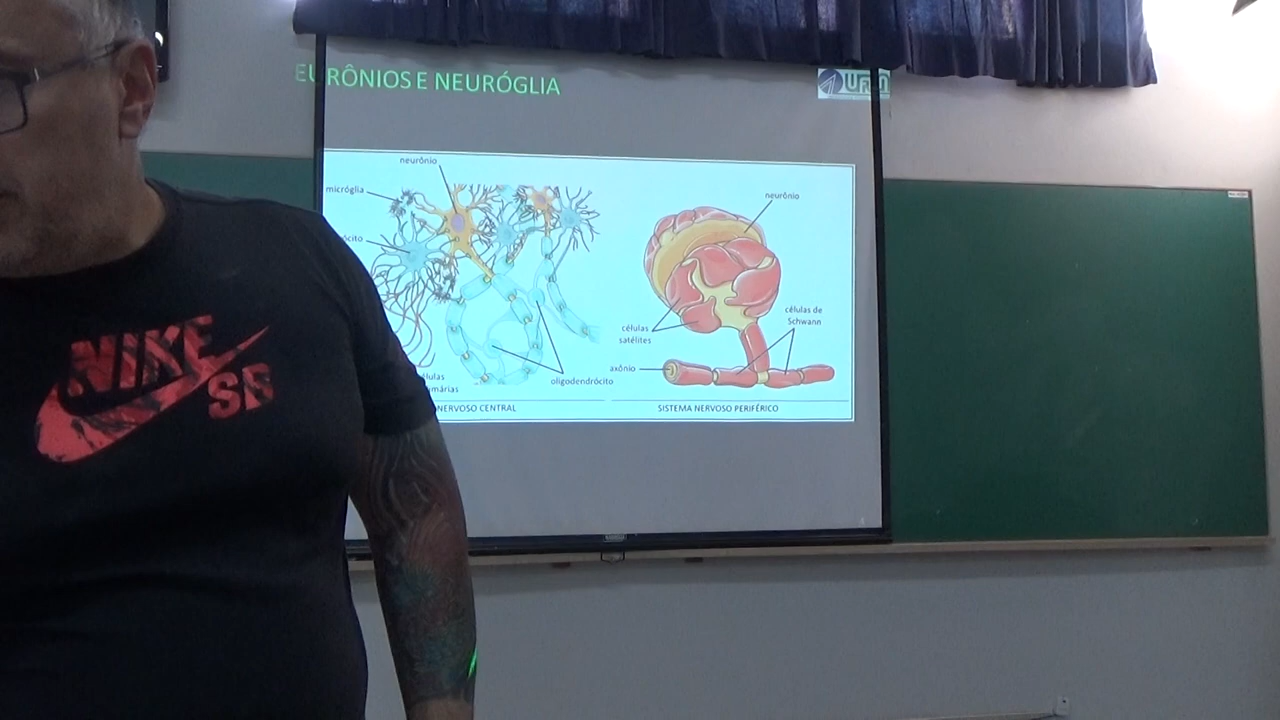 EURÔNIOS E NEURÓGLIA
neurônio
micróglia
ócito
neurônio
células de
Schwann
células
satélites
axônio
oligodendrócito
NERVOSO CENTRAL
SISTEMA NERVOSO PERIFÉRICO
NIKE
SB